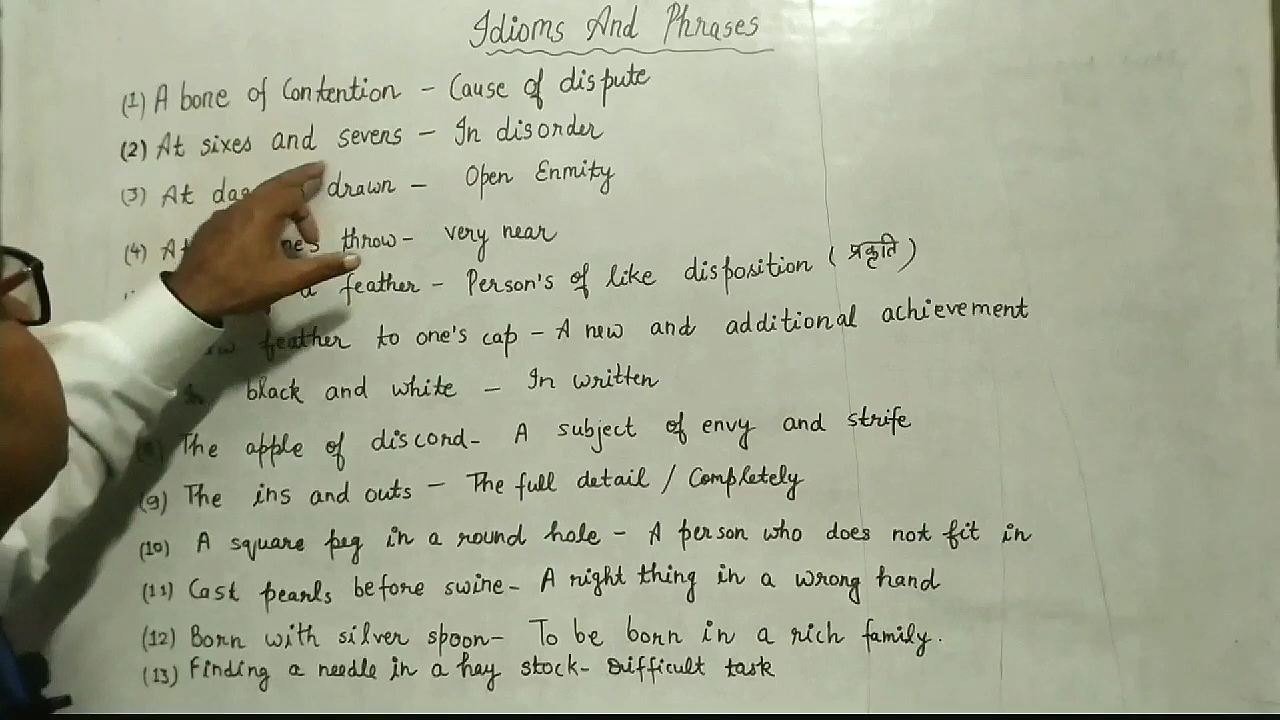 Idioms And Phrases
(1) A bone of Contention - Cause of dispute
(2) At sixes and sevens - In disorder
(3) At drawn - Open Enmity
(4) throw - very near
a feather - Person's of like disposition (प्रकृति)
feather to one's cap - A new and additional achievement
black and white - In written
The apple of discord - A subject of envy and strife
(9) The ins and outs - The full detail / Completely
(10) A square peg in a round hole - A person who does not fit in
(11) Cast pearls before swine - A right thing in a wrong hand
(12) Born with silver spoon - To be born in a rich family.
(13) Finding a needle in a hay stock - Difficult task